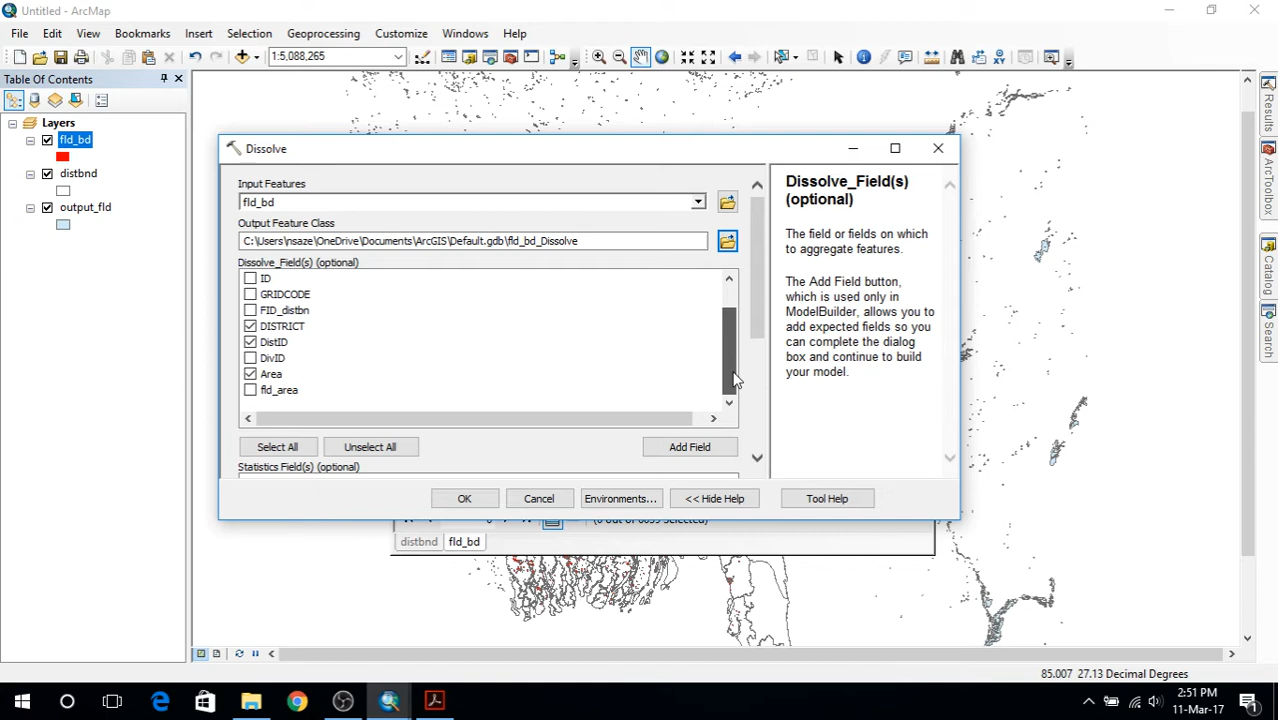 Untitled - ArcMap
File Edit View Bookmarks Insert Selection Geoprocessing Customize Windows Help
1:5,088,265
Table Of Contents
Layers
fld_bd
distbnd
output_fld
Dissolve
Input Features
fld_bd
Output Feature Class
C:\Users\nsaze\OneDrive\Documents\ArcGIS\Default.gdb\fld_bd_Dissolve
Dissolve_Field(s) (optional)
ID
GRIDCODE
FID_distbn
DISTRICT
DistID
DivID
Area
fld_area
Select All Unselect All Add Field
Statistics Field(s) (optional)
OK Cancel Environments... << Hide Help Tool Help
Dissolve_Field(s)
(optional)
The field or fields on which
to aggregate features.
The Add Field button,
which is used only in
ModelBuilder, allows you to
add expected fields so you
can complete the dialog
box and continue to build
your model.
distbnd fld_bd
Results
ArcToolbox
Catalog
Search
85.007 27.13 Decimal Degrees
2:51 PM
11-Mar-17